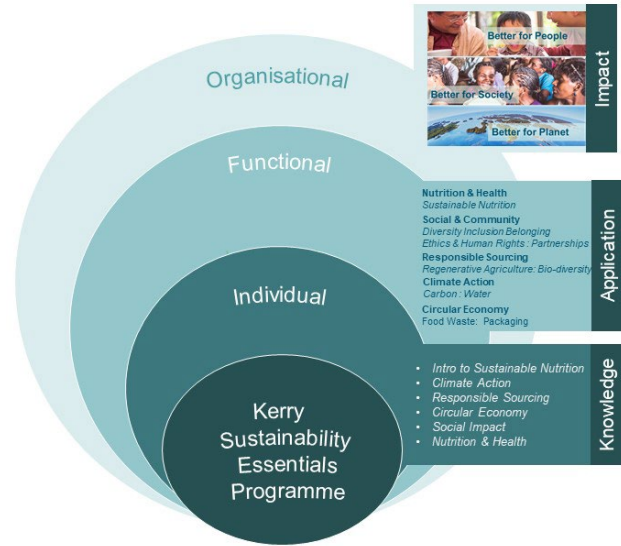 Organisational
Functional
Individual
Kerry
Sustainability
Essentials
Programme
Better for People
Better for Society
Better for Planet
Impact
Nutrition & Health
Sustainable Nutrition
Social & Community
Diversity Inclusion Belonging
Ethics & Human Rights : Partnerships
Responsible Sourcing
Regenerative Agriculture: Bio-diversity
Climate Action
Carbon : Water
Circular Economy
Food Waste: Packaging
Application
• Intro to Sustainable Nutrition
• Climate Action
• Responsible Sourcing
• Circular Economy
• Social Impact
• Nutrition & Health
Knowledge